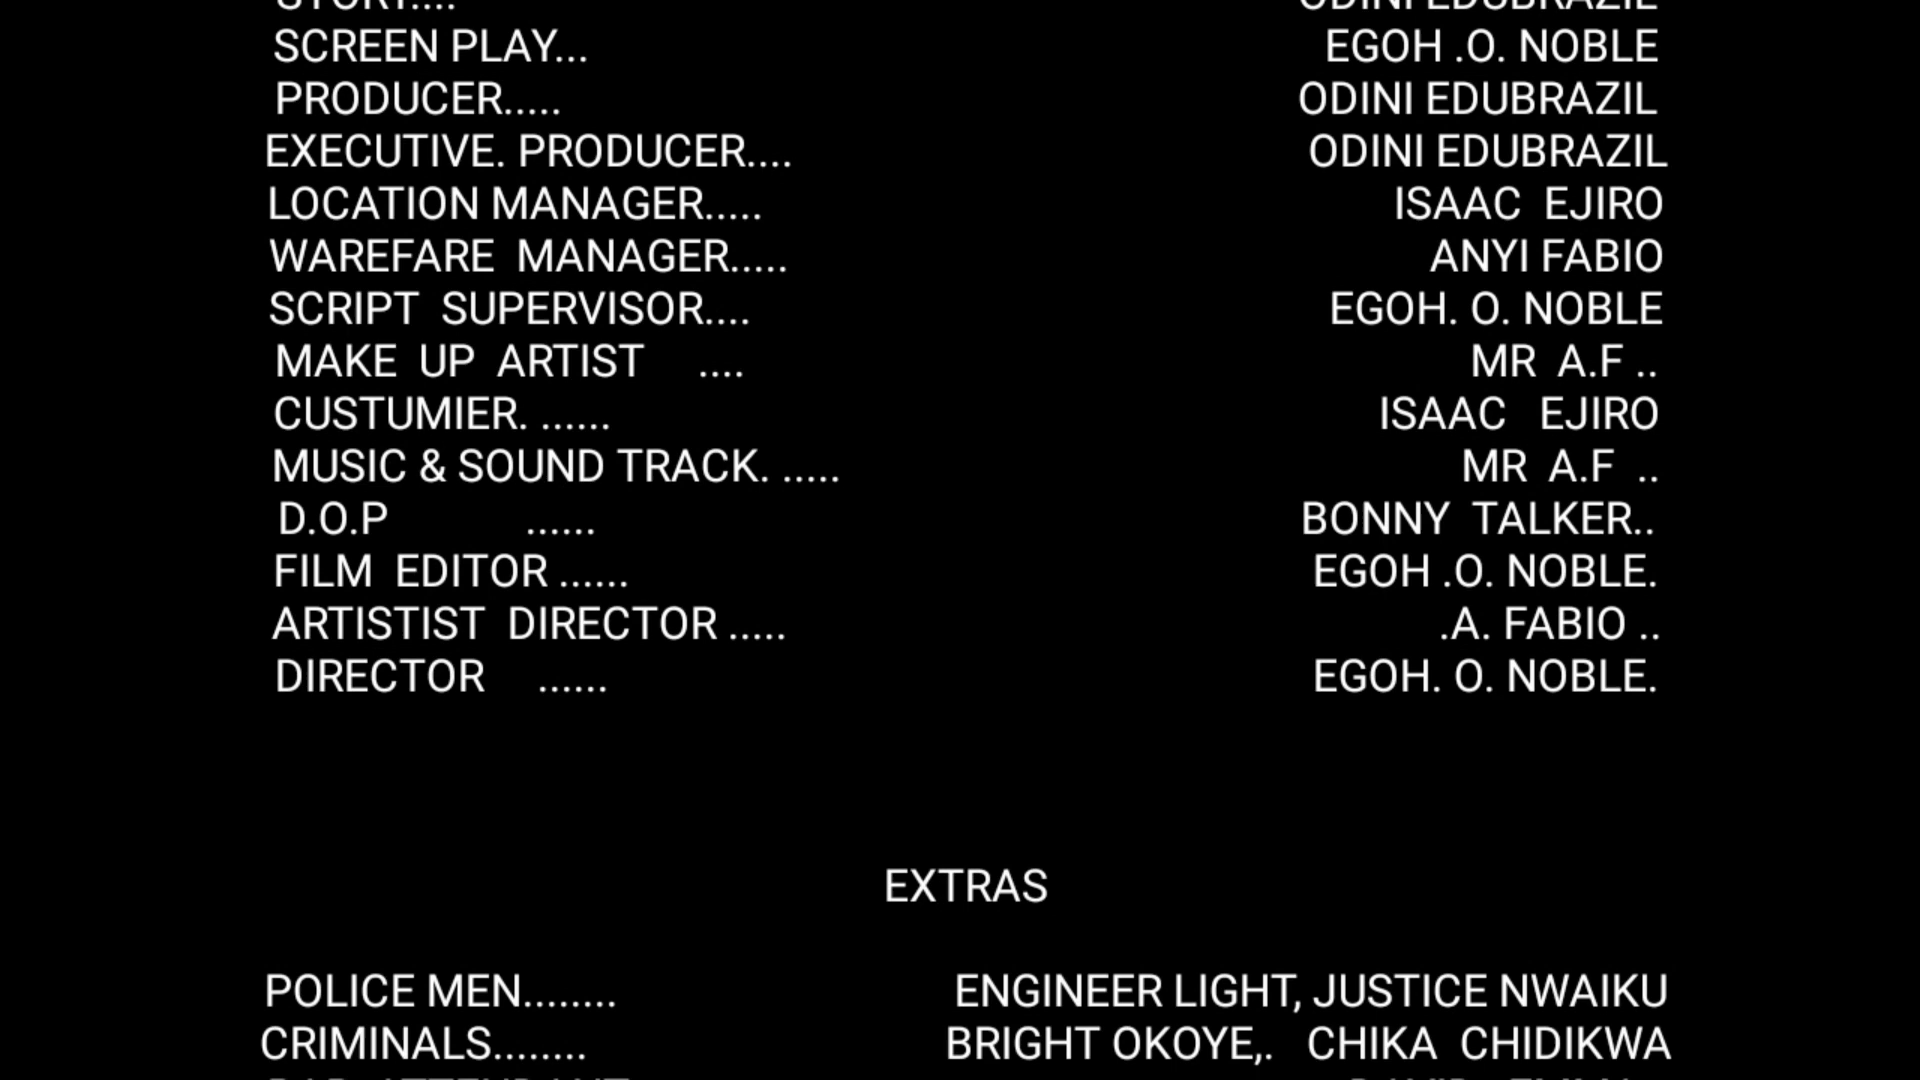 STORY.... ODINI EDUBRAZIL
SCREEN PLAY... EGOH .O. NOBLE
PRODUCER..... ODINI EDUBRAZIL
EXECUTIVE. PRODUCER.... ODINI EDUBRAZIL
LOCATION MANAGER..... ISAAC EJIRO
WAREFARE MANAGER..... ANYI FABIO
SCRIPT SUPERVISOR.... EGOH. O. NOBLE
MAKE UP ARTIST .... MR A.F ..
CUSTUMIER. ...... ISAAC EJIRO
MUSIC & SOUND TRACK. ..... MR A.F ..
D.O.P ...... BONNY TALKER..
FILM EDITOR ...... EGOH .O. NOBLE.
ARTISTIST DIRECTOR ..... .A. FABIO ..
DIRECTOR ...... EGOH. O. NOBLE.
EXTRAS
POLICE MEN........ ENGINEER LIGHT, JUSTICE NWAIKU
CRIMINALS........ BRIGHT OKOYE,. CHIKA CHIDIKWA